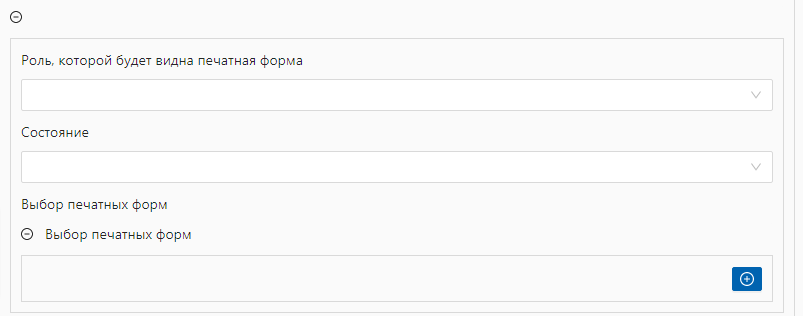 Роль, которой будет видна печатная форма
Состояние
Выбор печатных форм
Выбор печатных форм